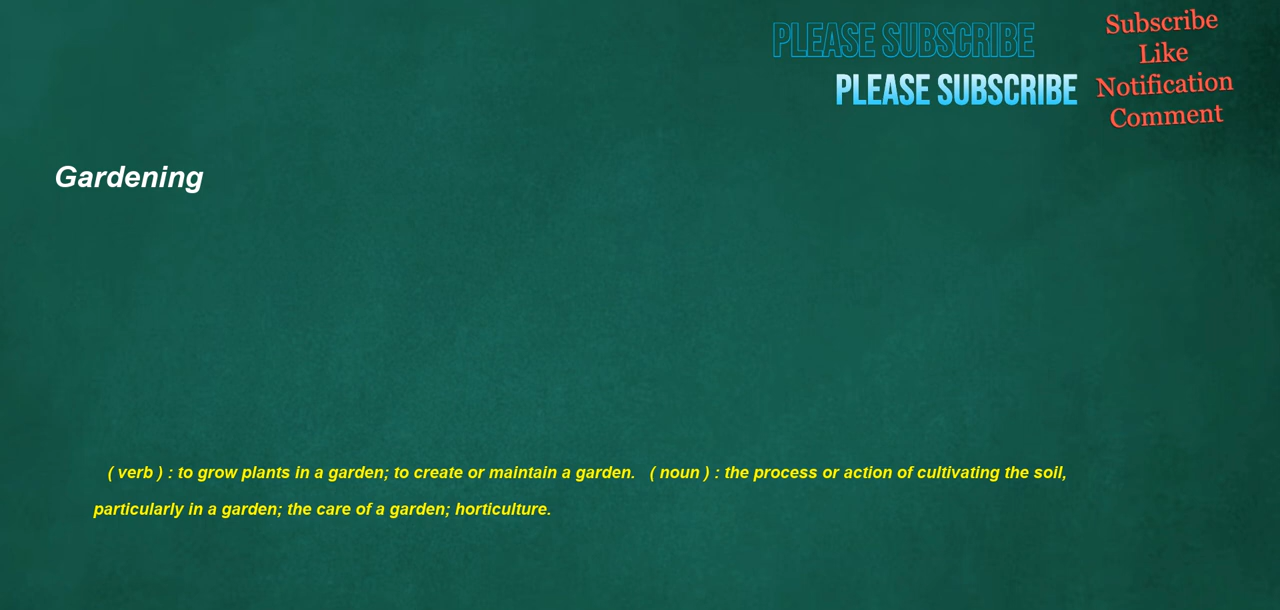 PLEASE SUBSCRIBE
PLEASE SUBSCRIBE
Subscribe
Like
Notification
Comment
Gardening
( verb ) : to grow plants in a garden; to create or maintain a garden. ( noun ) : the process or action of cultivating the soil,
particularly in a garden; the care of a garden; horticulture.